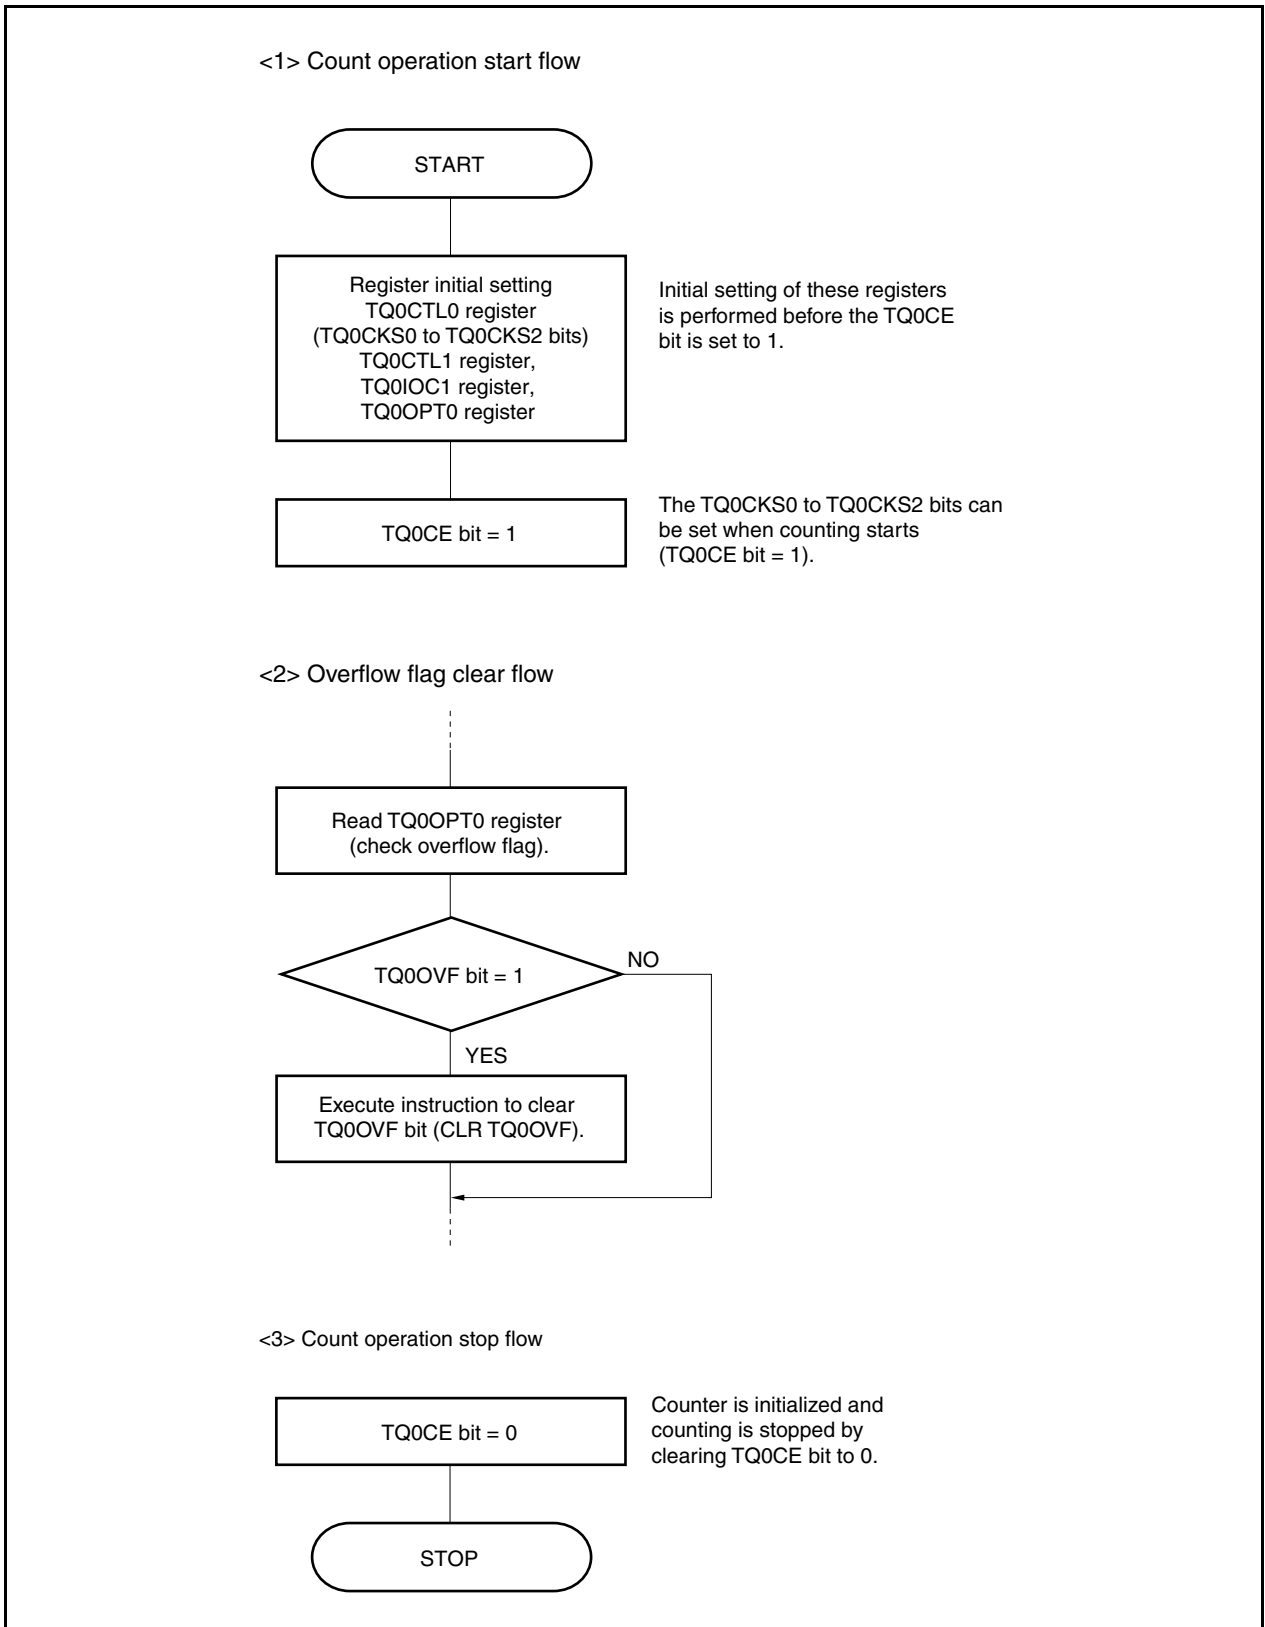 <1> Count operation start flow
START
Register initial setting
TQ0CTL0 register
(TQ0CKS0 to TQ0CKS2 bits)
TQ0CTL1 register,
TQ0IOC1 register,
TQ0OPT0 register
Initial setting of these registers
is performed before the TQ0CE
bit is set to 1.
TQ0CE bit = 1
The TQ0CKS0 to TQ0CKS2 bits can
be set when counting starts
(TQ0CE bit = 1).
<2> Overflow flag clear flow
Read TQ0OPT0 register
(check overflow flag).
TQ0OVF bit = 1
NO
YES
Execute instruction to clear
TQ0OVF bit (CLR TQ0OVF).
<3> Count operation stop flow
TQ0CE bit = 0
Counter is initialized and
counting is stopped by
clearing TQ0CE bit to 0.
STOP